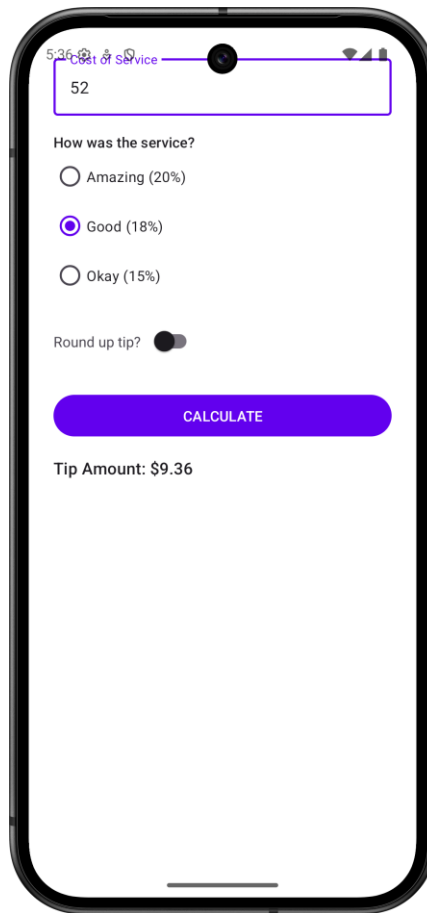 5:36
Cost of Service
52
How was the service?
Amazing (20%)
Good (18%)
Okay (15%)
Round up tip?
CALCULATE
Tip Amount: $9.36